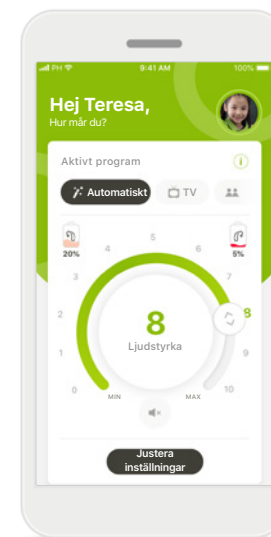 PH 9:41 AM 100%
Hej Teresa,
Hur mår du?
Aktivt program
i
Automatiskt TV
20% 5%
5
4 6
3 7
2 8
1 9
0 10
8
Ljudstyrka
MIN MAX
Justera
inställningar